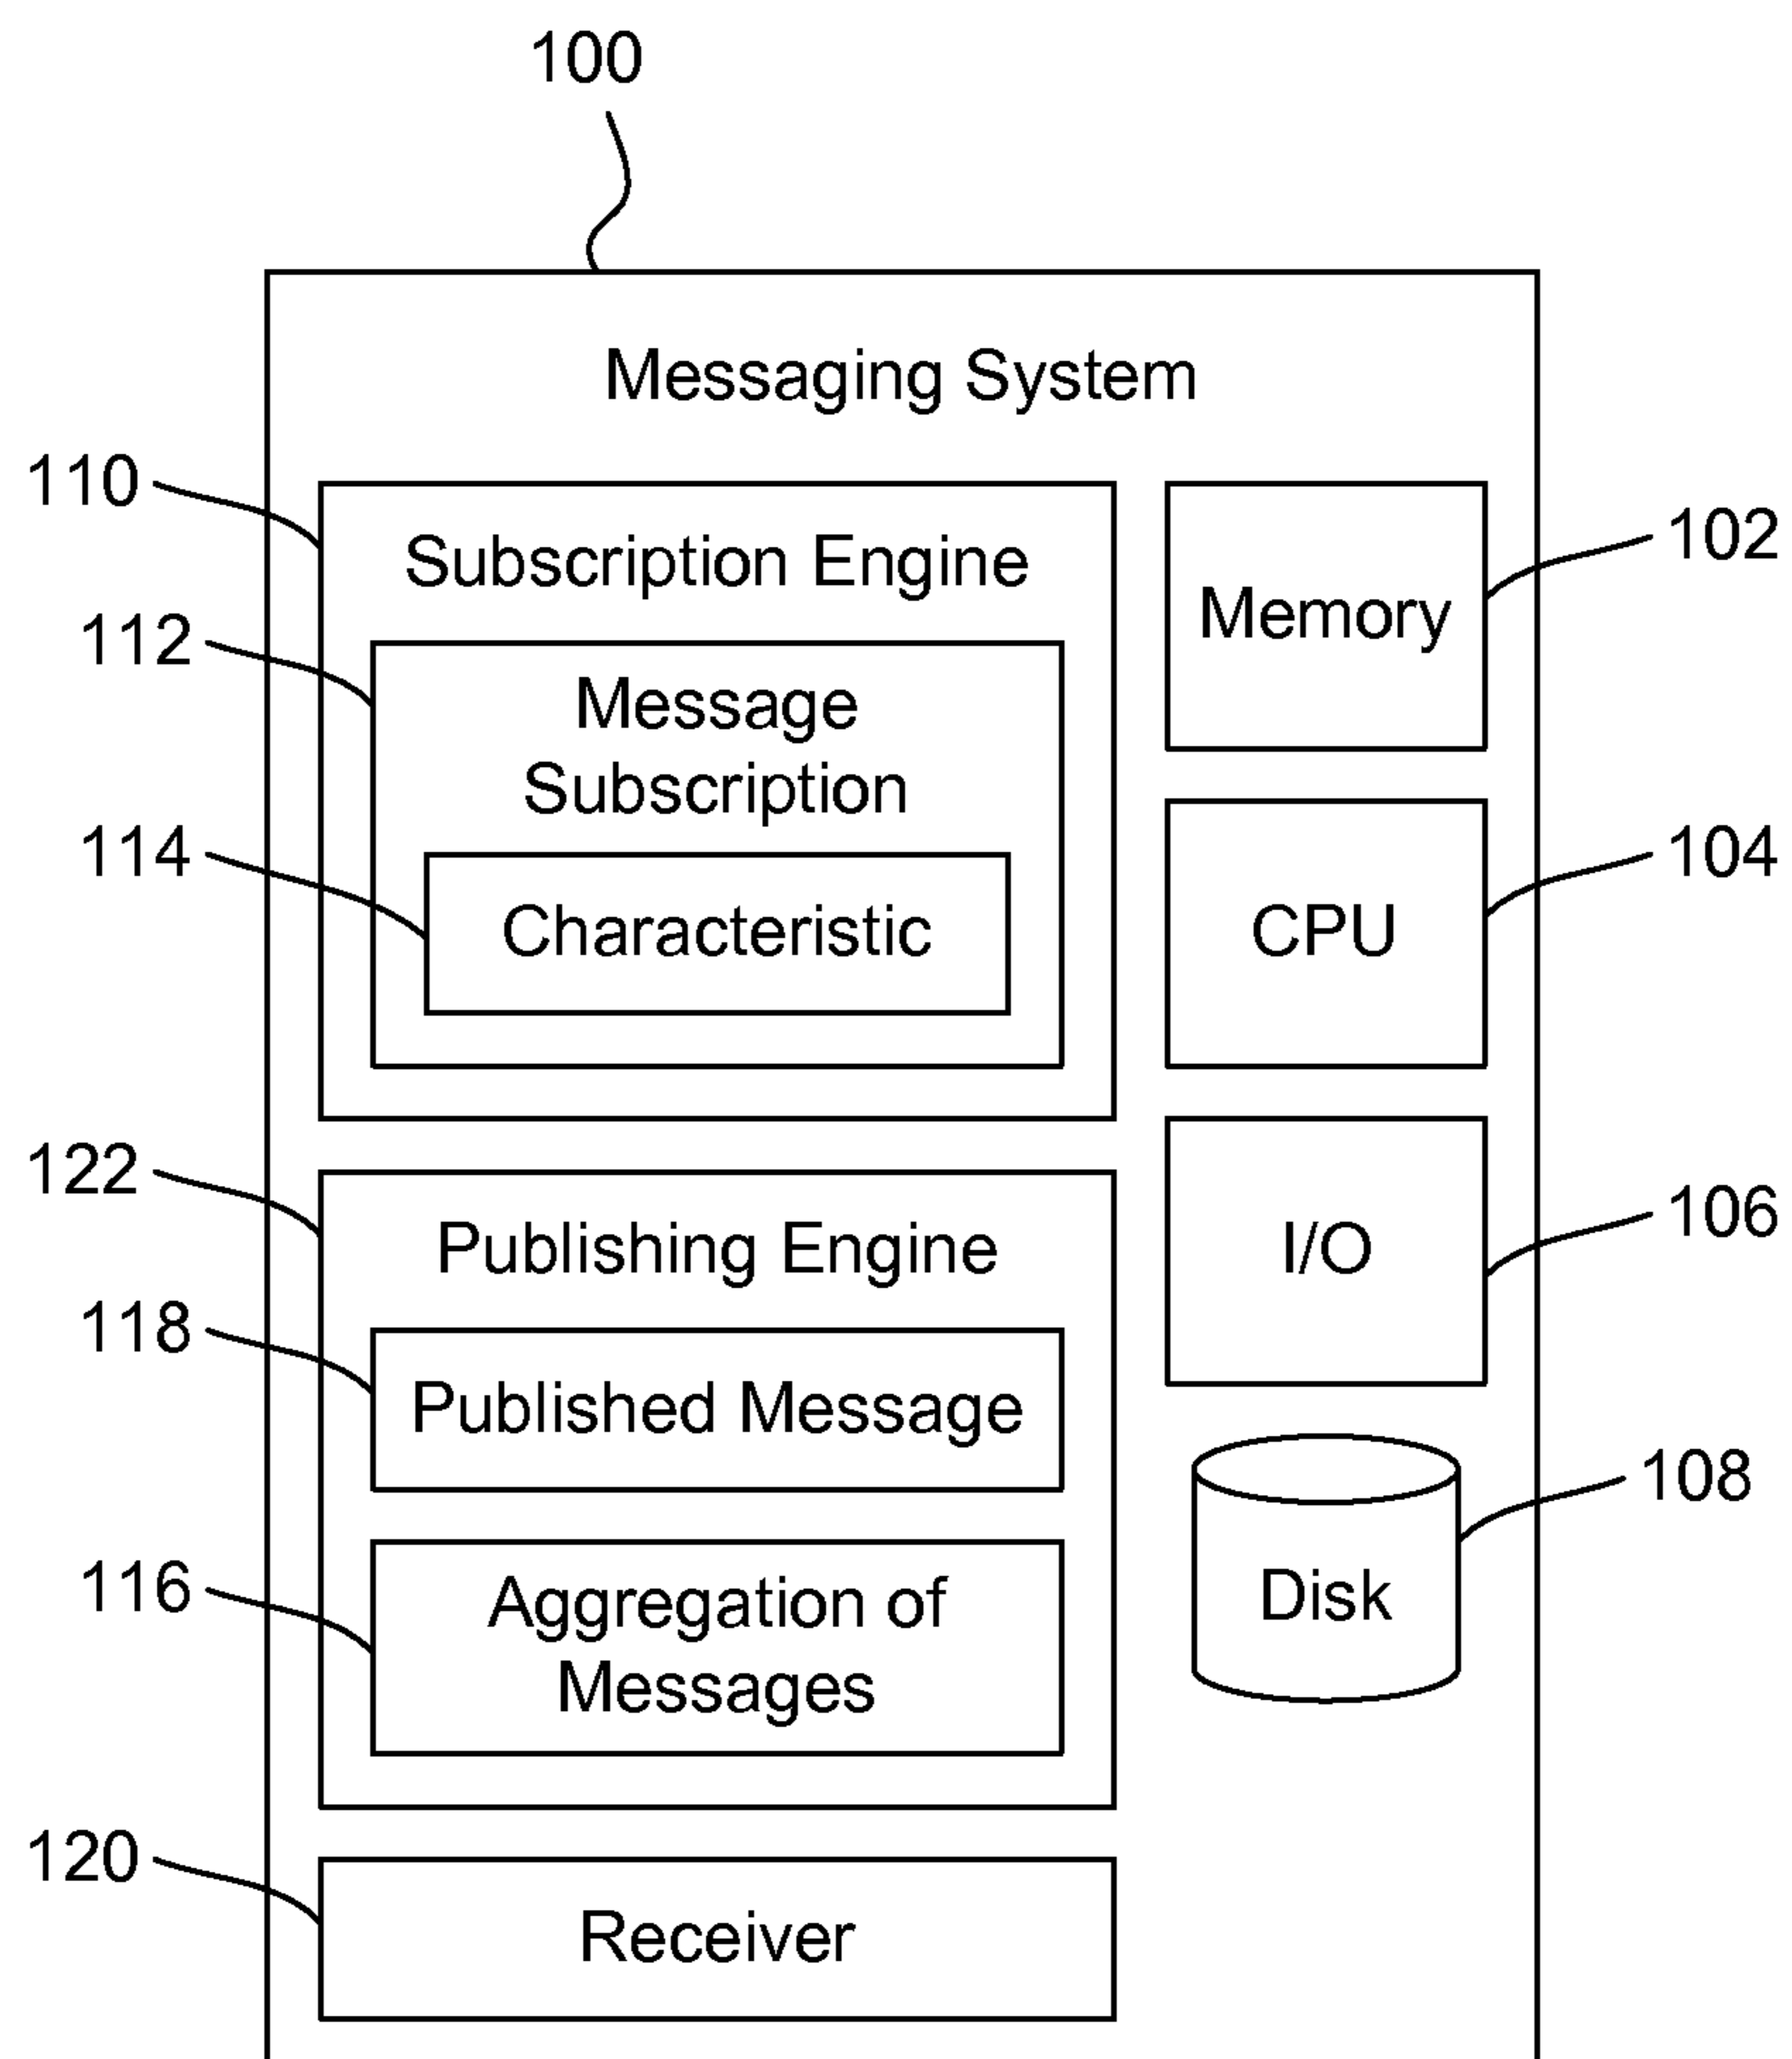 100
Messaging System
110
Subscription Engine
102
Memory
112
Message
Subscription
114
Characteristic
104
CPU
122
Publishing Engine
106
I/O
118
Published Message
108
Disk
116
Aggregation of
Messages
120
Receiver